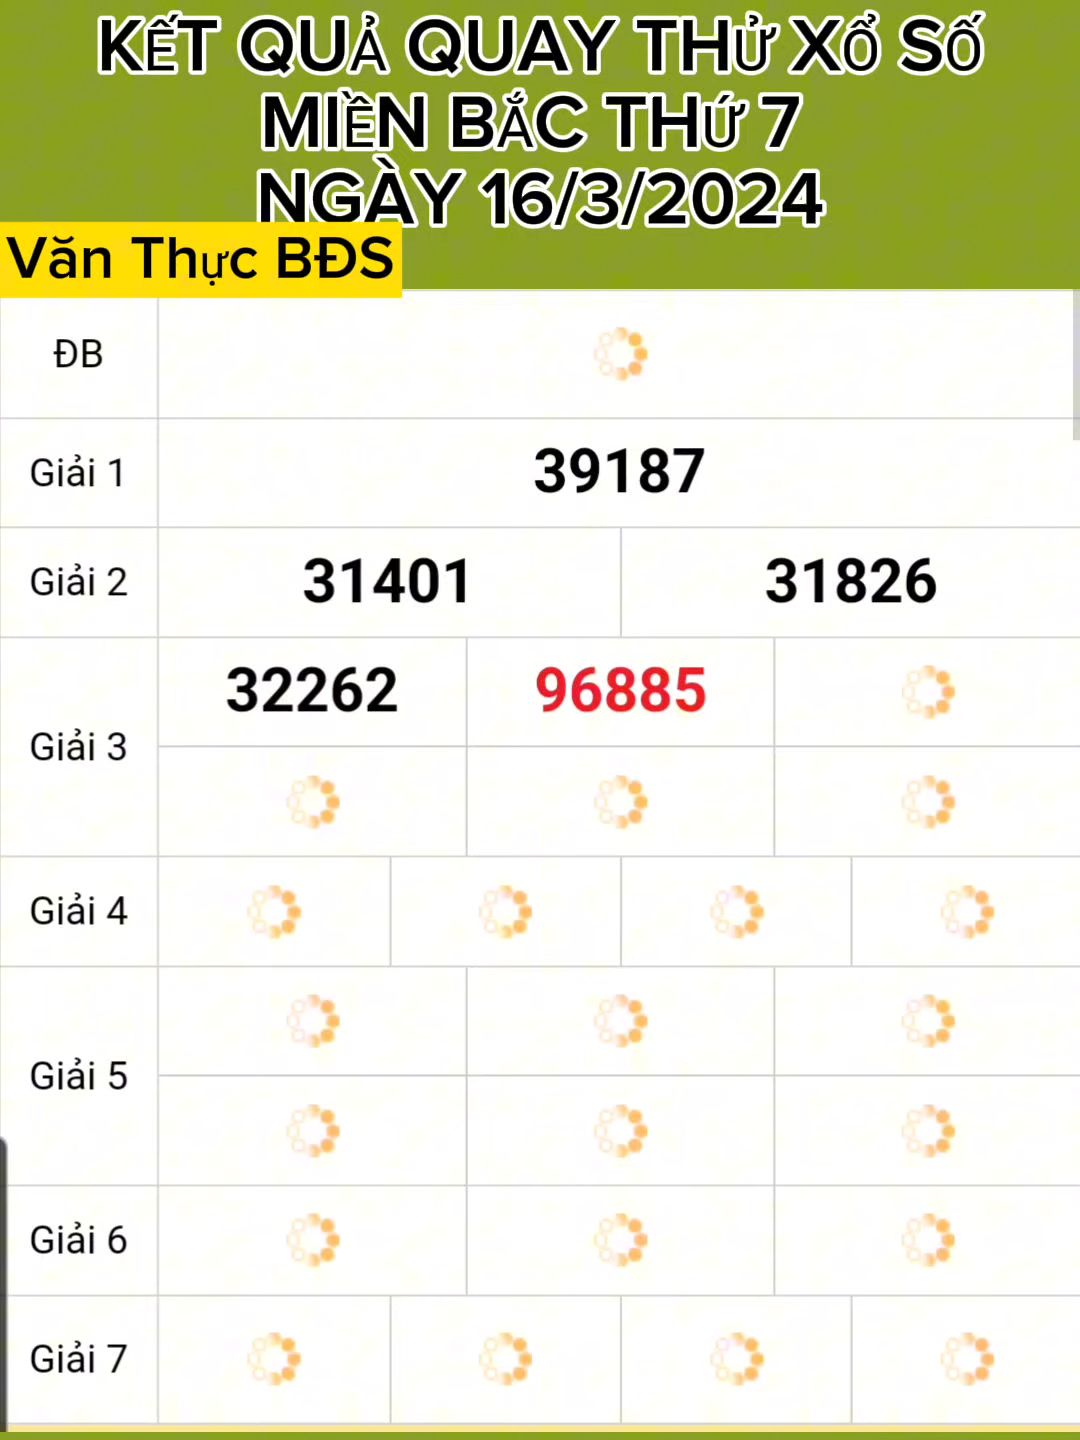 KẾT QUẢ QUAY THỬ XỔ SỐ
MIỀN BẮC THỨ 7
NGÀY 16/3/2024
Văn Thực BĐS
ĐB
Giải 1
39187
Giải 2
31401 31826
Giải 3
32262 96885
Giải 4
Giải 5
Giải 6
Giải 7